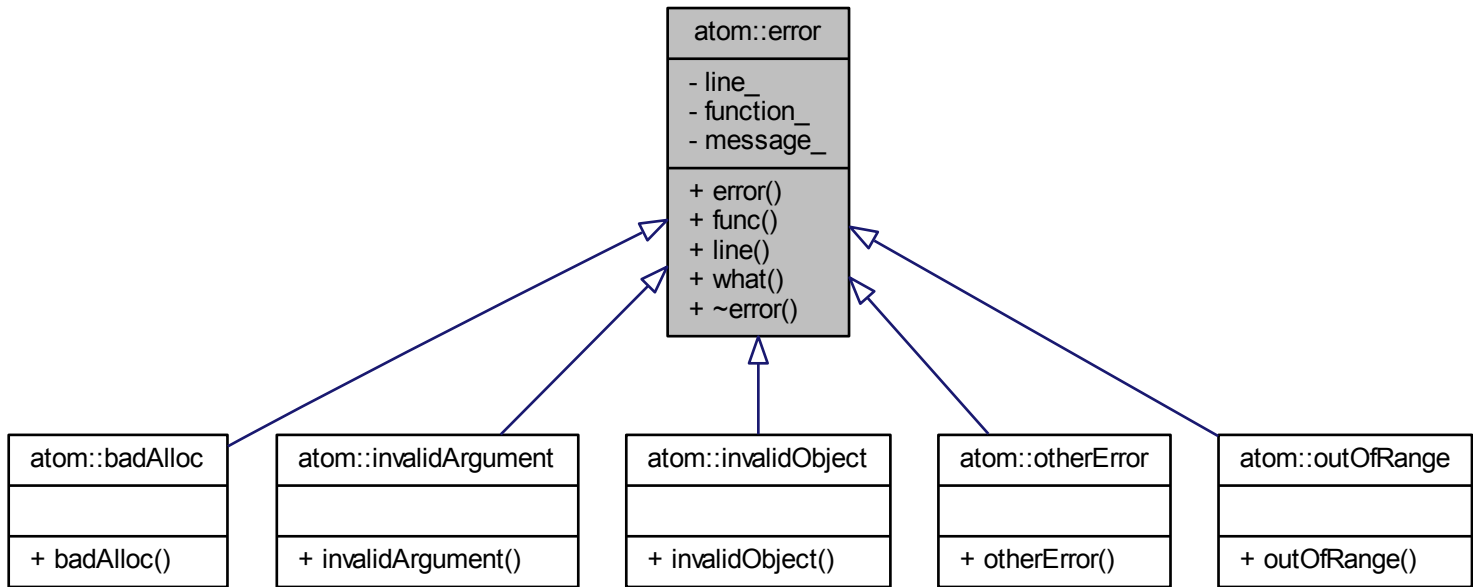 atom::error
- line_
- function_
- message_
+ error()
+ func()
+ line()
+ what()
+ ~error()
atom::badAlloc
+ badAlloc()
atom::invalidArgument
+ invalidArgument()
atom::invalidObject
+ invalidObject()
atom::otherError
+ otherError()
atom::outOfRange
+ outOfRange()